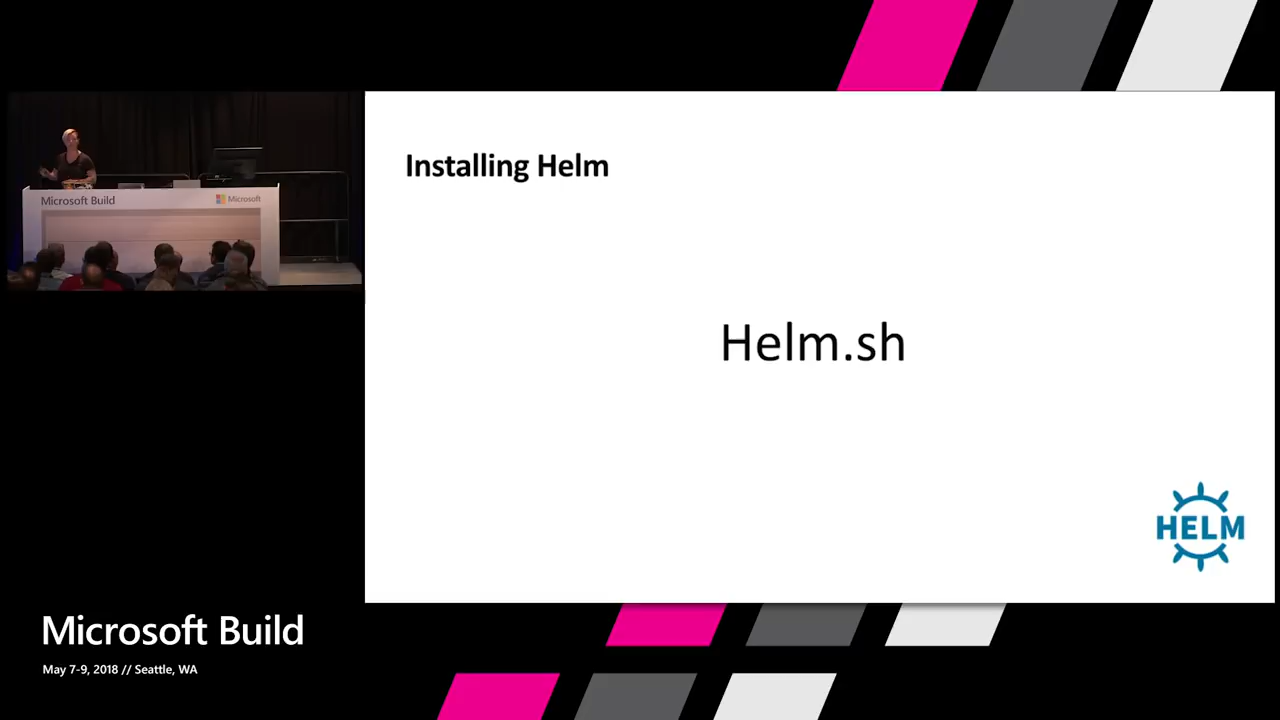 Microsoft Build
Microsoft
Installing Helm
Helm.sh
HELM
Microsoft Build
May 7-9, 2018 // Seattle, WA